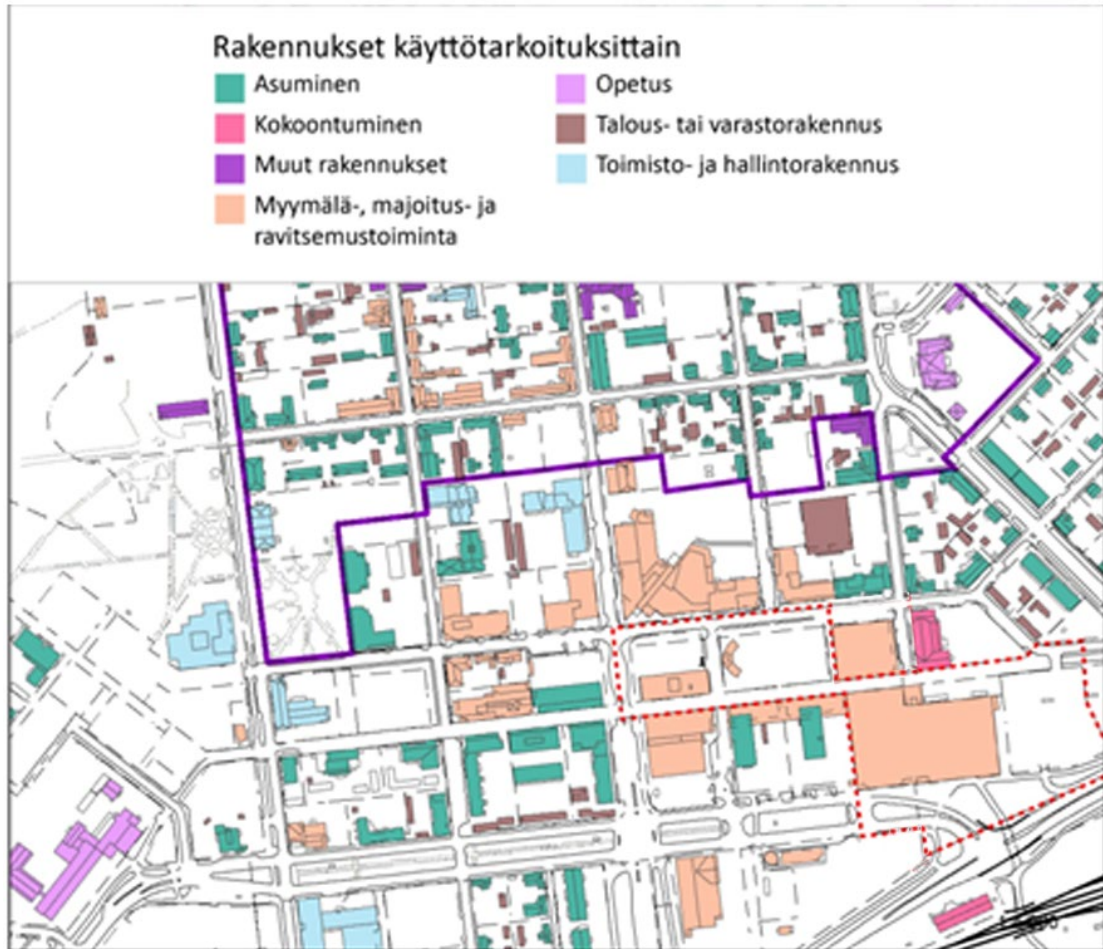 Rakennukset käyttötarkoituksittain
Asuminen
Kokoontuminen
Muut rakennukset
Myymälä-, majoitus- ja
ravitsemustoiminta
Opetus
Talous- tai varastorakennus
Toimisto- ja hallintorakennus